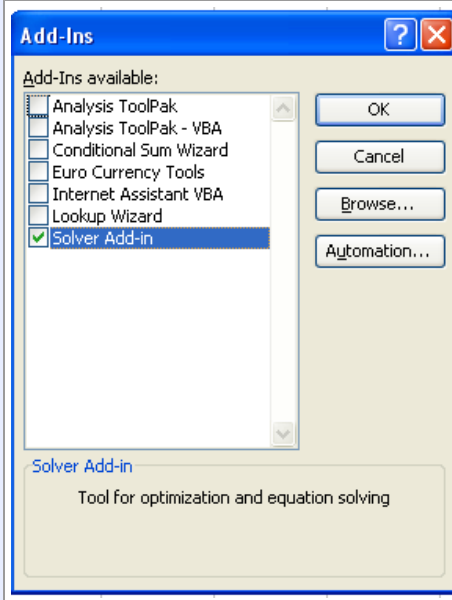 Add-Ins
Add-Ins available:
Analysis ToolPak
Analysis ToolPak - VBA
Conditional Sum Wizard
Euro Currency Tools
Internet Assistant VBA
Lookup Wizard
Solver Add-in
OK
Cancel
Browse...
Automation...
Solver Add-in
Tool for optimization and equation solving